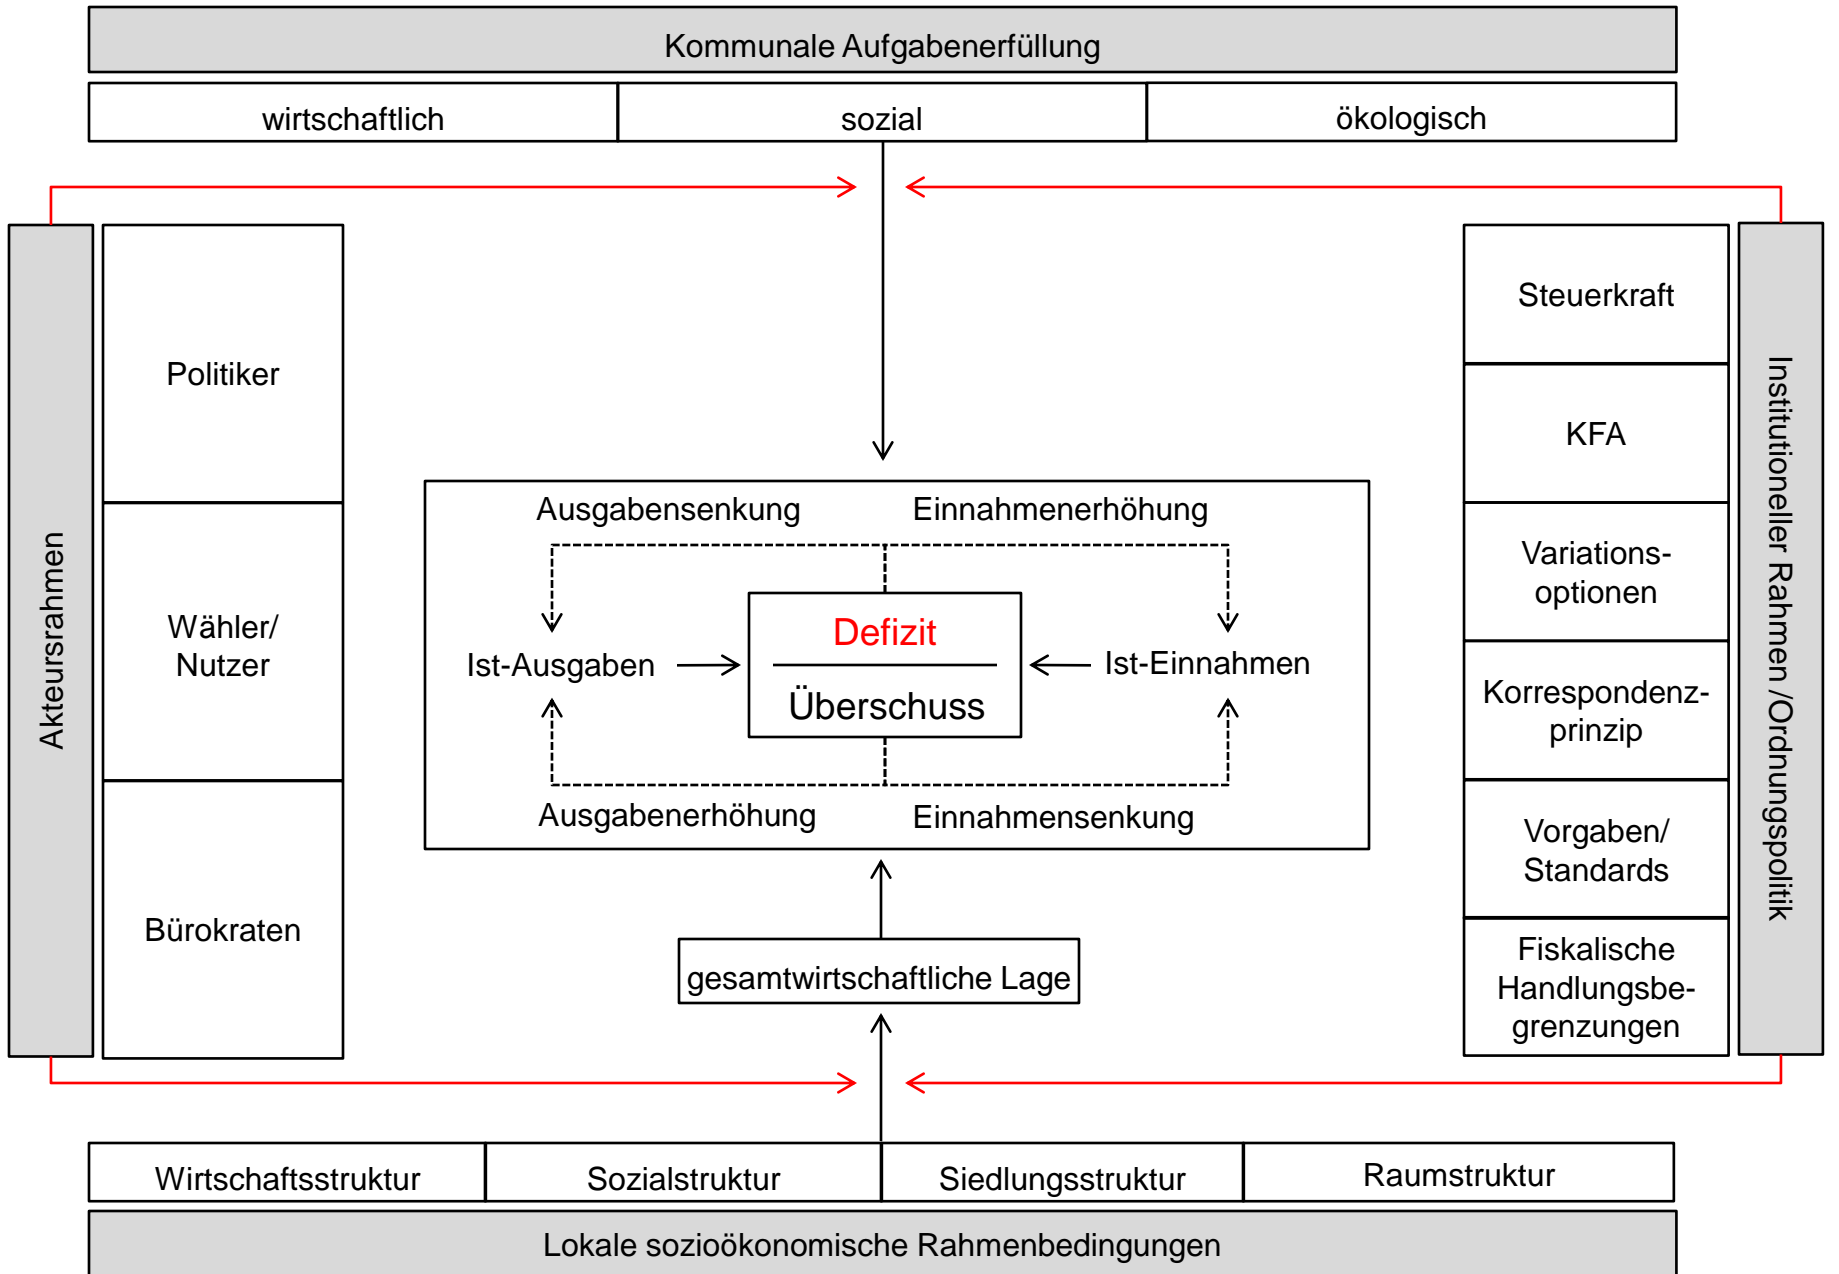 Kommunale Aufgabenerfüllung
wirtschaftlich
sozial
ökologisch
Akteursrahmen
Politiker
Wähler/
Nutzer
Bürokraten
Ausgabensenkung
Einnahmenerhöhung
Ist-Ausgaben
Defizit
Überschuss
Ist-Einnahmen
Ausgabenerhöhung
Einnahmensenkung
gesamtwirtschaftliche Lage
Steuerkraft
KFA
Variations-
optionen
Korrespondenz-
prinzip
Vorgaben/
Standards
Fiskalische
Handlungsbe-
grenzungen
Institutioneller Rahmen /Ordnungspolitik
Wirtschaftsstruktur
Sozialstruktur
Siedlungsstruktur
Raumstruktur
Lokale sozioökonomische Rahmenbedingungen